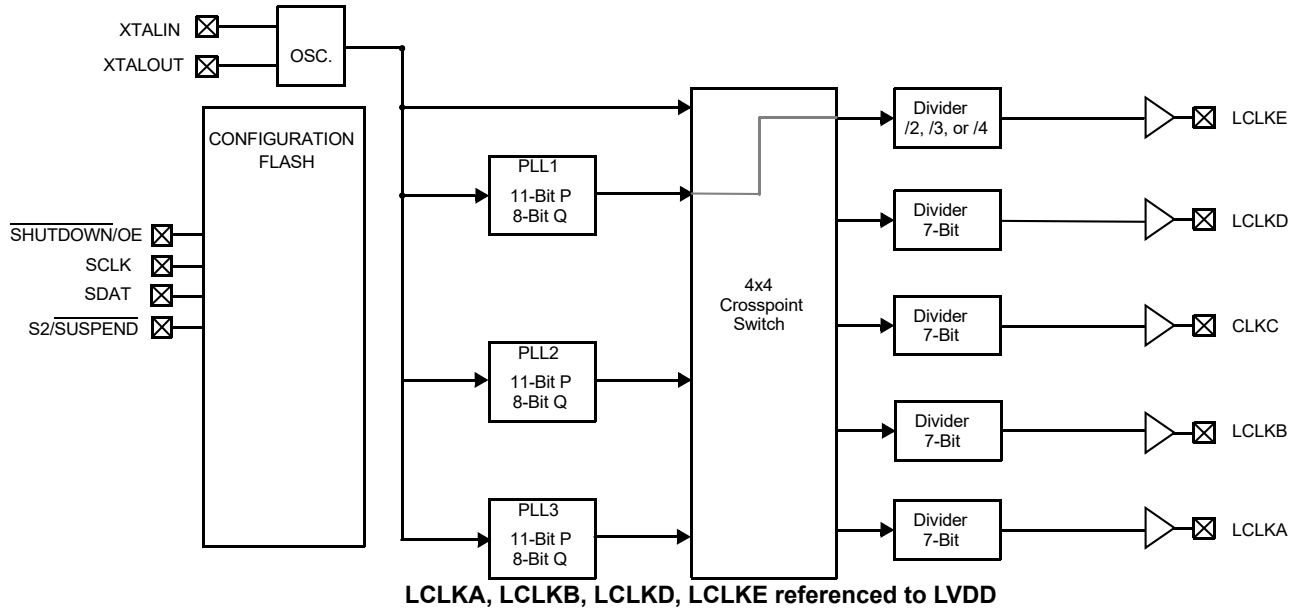 XTALIN
XTALOUT
OSC.
CONFIGURATION
FLASH
SHUTDOWN/OE
SCLK
SDAT
S2/SUSPEND
PLL1
11-Bit P
8-Bit Q
PLL2
11-Bit P
8-Bit Q
PLL3
11-Bit P
8-Bit Q
4x4
Crosspoint
Switch
Divider
/2, /3, or /4
LCLKE
Divider
7-Bit
LCLKD
Divider
7-Bit
CLKC
Divider
7-Bit
LCLKB
Divider
7-Bit
LCLKA
LCLKA, LCLKB, LCLKD, LCLKE referenced to LVDD